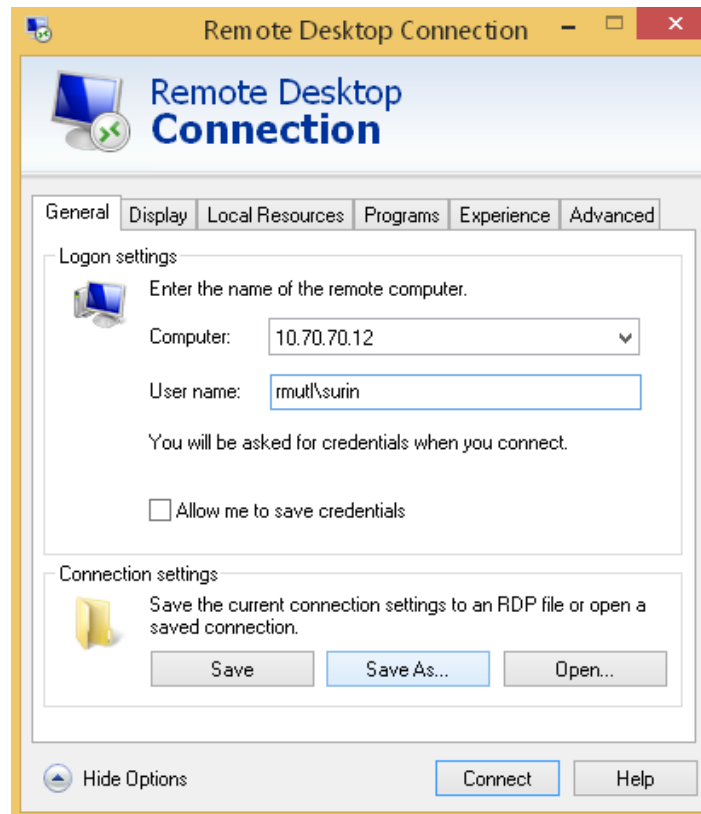 Remote Desktop Connection
Remote Desktop
Connection
General Display Local Resources Programs Experience Advanced
Logon settings
Enter the name of the remote computer.
Computer: 10.70.70.12
User name: rmutl\surin
You will be asked for credentials when you connect.
Allow me to save credentials
Connection settings
Save the current connection settings to an RDP file or open a
saved connection.
Save Save As... Open...
Hide Options Connect Help